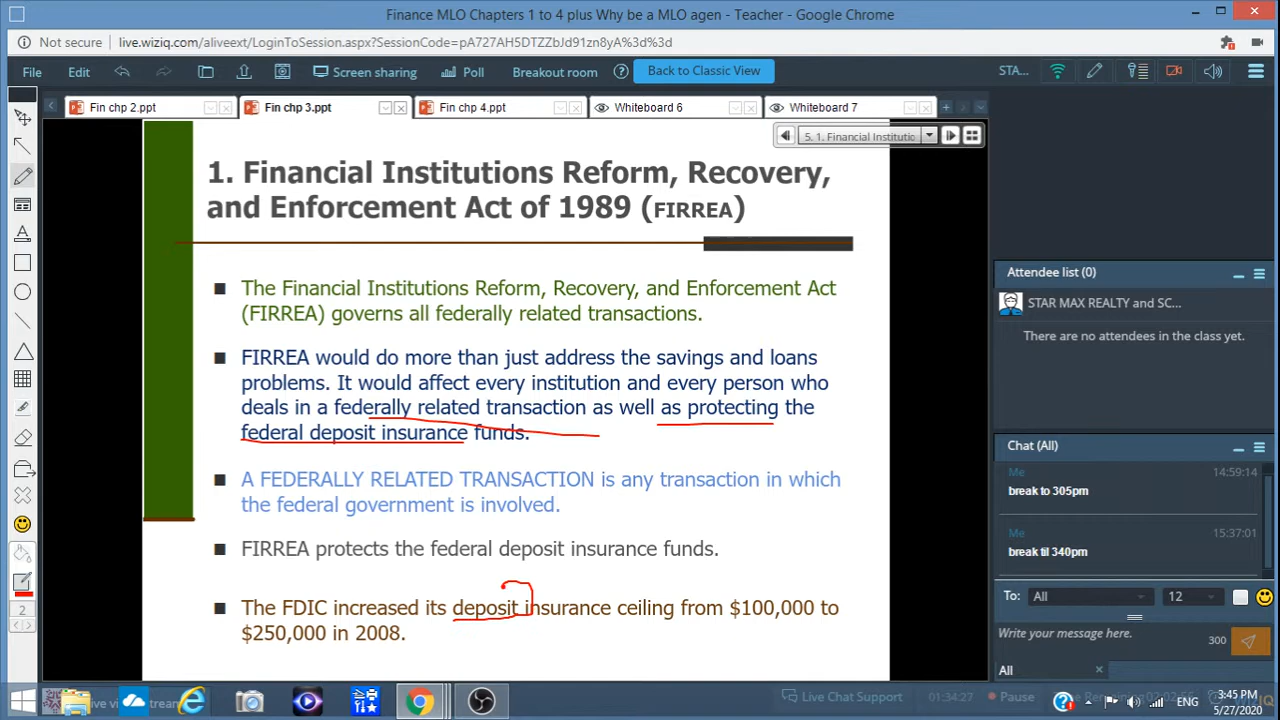 Finance MLO Chapters 1 to 4 plus Why be a MLO agen - Teacher - Google Chrome
Not secure | live.wiziq.com/aliveext/LoginToSession.aspx?SessionCode=pA727AH5DTZZbJd91zn8yA%3d%3d
File Edit Screen sharing Poll Breakout room Back to Classic View STA...
Fin chp 2.ppt Fin chp 3.ppt Fin chp 4.ppt Whiteboard 6 Whiteboard 7
5. 1. Financial Institutio
1. Financial Institutions Reform, Recovery,
and Enforcement Act of 1989 (FIRREA)
The Financial Institutions Reform, Recovery, and Enforcement Act
(FIRREA) governs all federally related transactions.
FIRREA would do more than just address the savings and loans
problems. It would affect every institution and every person who
deals in a federally related transaction as well as protecting the
federal deposit insurance funds.
A FEDERALLY RELATED TRANSACTION is any transaction in which
the federal government is involved.
FIRREA protects the federal deposit insurance funds.
The FDIC increased its deposit insurance ceiling from $100,000 to
$250,000 in 2008.
2
Attendee list (0)
STAR MAX REALTY and SC...
There are no attendees in the class yet.
Chat (All)
Me 14:59:14
break to 305pm
Me 15:37:01
break til 340pm
To: All 12
Write your message here. 300
All
Live Chat Support 01:34:27 Pause
ENG 3:45 PM
5/27/2020